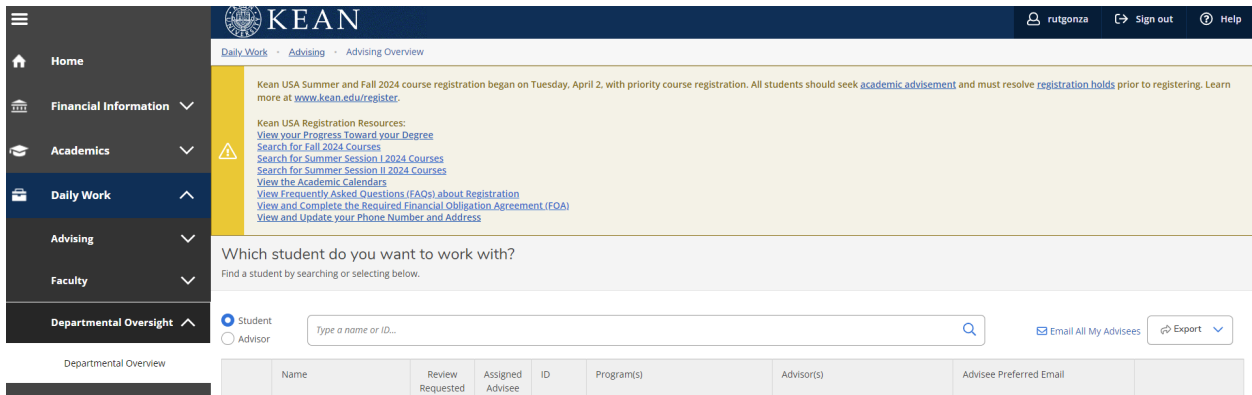 KEAN
rutgonza
Sign out
Help
Home
Financial Information
Academics
Daily Work
Advising
Faculty
Departmental Oversight
Departmental Overview
Daily Work · Advising · Advising Overview
Kean USA Summer and Fall 2024 course registration began on Tuesday, April 2, with priority course registration. All students should seek academic advisement and must resolve registration holds prior to registering. Learn
more at www.kean.edu/register.
Kean USA Registration Resources:
View your Progress Toward your Degree
Search for Fall 2024 Courses
Search for Summer Session I 2024 Courses
Search for Summer Session II 2024 Courses
View the Academic Calendars
View Frequently Asked Questions (FAQs) about Registration
View and Complete the Required Financial Obligation Agreement (FOA)
View and Update your Phone Number and Address
Which student do you want to work with?
Find a student by searching or selecting below.
Student
Advisor
Type a name or ID...
Email All My Advisees
Export
Name
Review
Requested
Assigned
Advisee
ID
Program(s)
Advisor(s)
Advisee Preferred Email